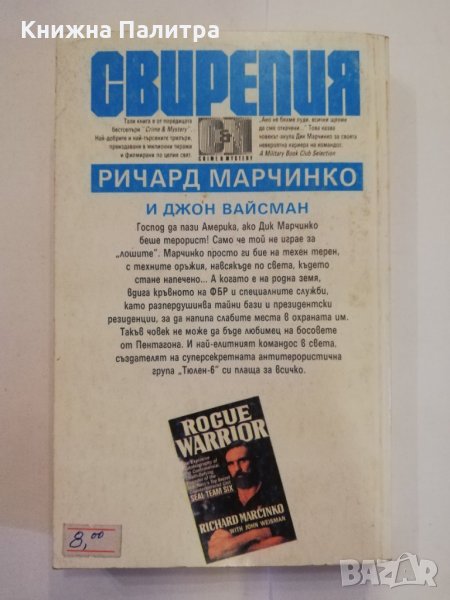 Книжна Палитра
СВИРЕПИЯ
Тази книга е от поредицата
бестсълъри "Crime & Mystery".
Най-добрите и най-търсените трилъри,
преиздавани в милионни тиражи
и филмирани по целия свят.
C&M
CRIME & MYSTERY
„Ако не бяхме луди, всички щяхме
да сме откачени..." Това казва
човекът-акула Дик Марчинко за своята
невероятна кариера на командос.
A Military Book Club Selection
РИЧАРД МАРЧИНКО
И ДЖОН ВАЙСМАН
Господ да пази Америка, ако Дик Марчинко
беше терорист! Само че той не играе за
„лошите". Марчинко просто ги бие на техен терен,
с техните оръжия, навсякъде по света, където
стане напечено... А когато е на родна земя,
вдига кръвното на ФБР и специалните служби,
като разпердушинва тайни бази и президентски
резиденции, за да напипа слабите места в охраната им.
Такъв човек не може да бъде любимец на босовете
от Пентагона. И най-елитният командос в света,
създателят на суперсекретната антитерористична
група „Тюлен-6" си плаща за всичко.
ROGUE
WARRIOR
SEAL TEAM SIX
RICHARD MARCINKO
WITH JOHN WEISMAN
8,00
BAZAR.BG